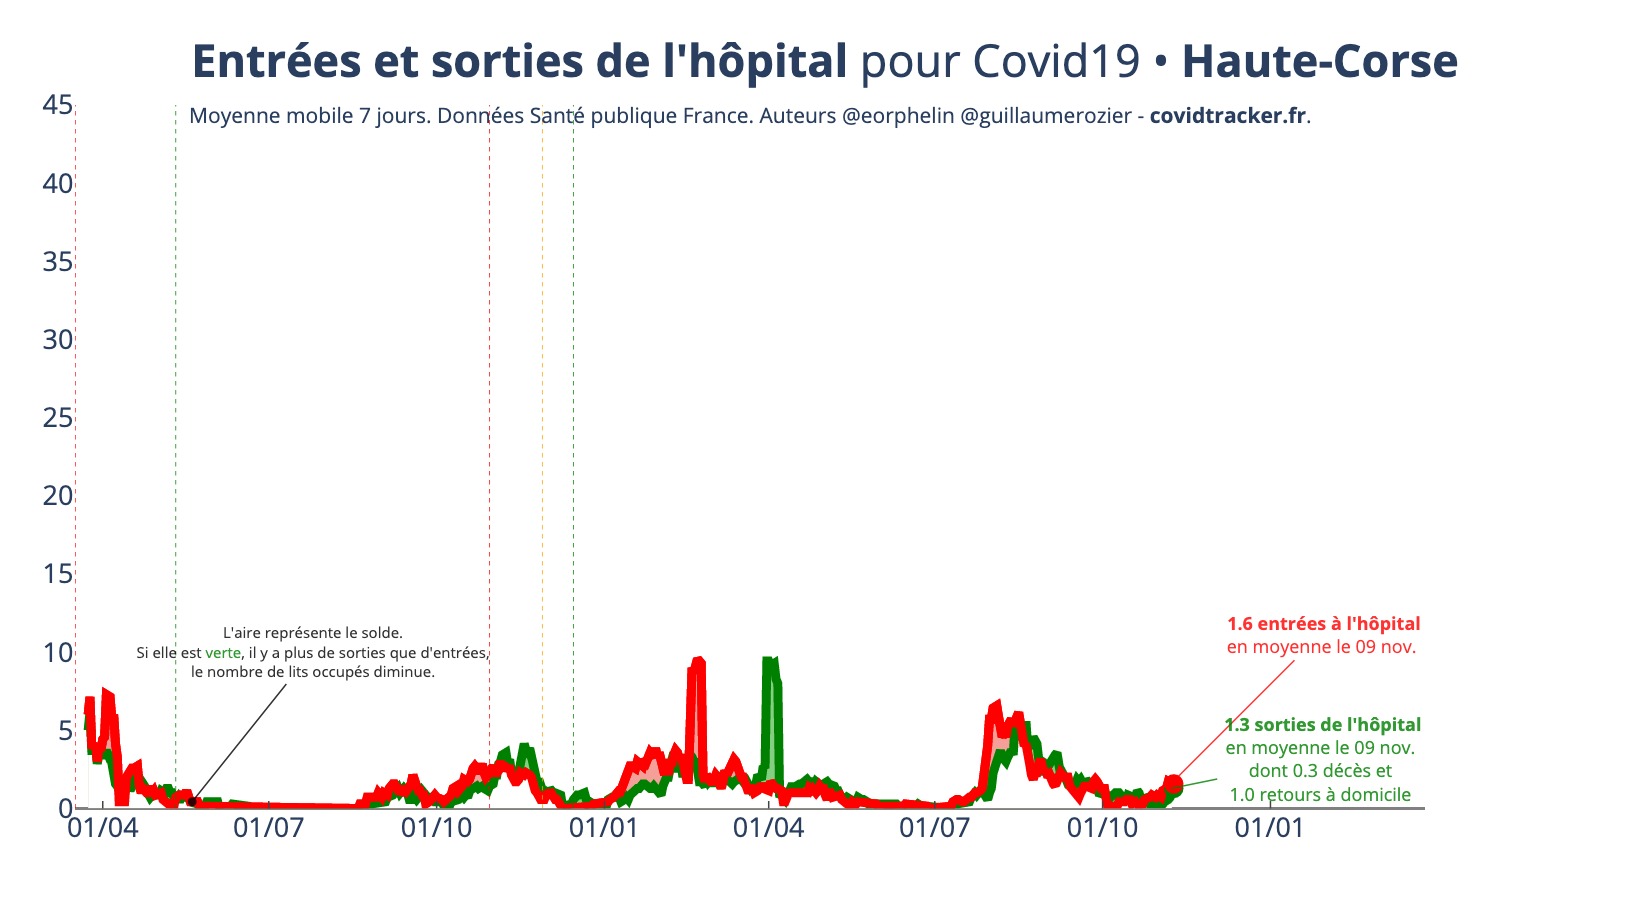 Entrées et sorties de l'hôpital pour Covid19 • Haute-Corse
Moyenne mobile 7 jours. Données Santé publique France. Auteurs @eorphelin @guillaumerozier - covidtracker.fr.
45
40
35
30
25
20
15
10
5
0
L'aire représente le solde.
Si elle est verte, il y a plus de sorties que d'entrées,
le nombre de lits occupés diminue.
1.6 entrées à l'hôpital
en moyenne le 09 nov.
1.3 sorties de l'hôpital
en moyenne le 09 nov.
dont 0.3 décès et
1.0 retours à domicile
01/04 01/07 01/10 01/01 01/04 01/07 01/10 01/01